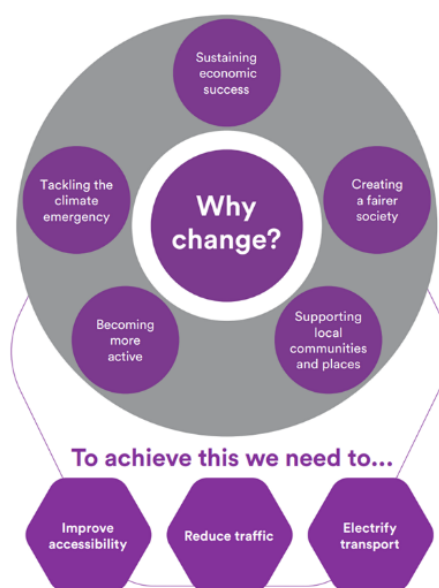 Sustaining
economic
success
Tackling the
climate
emergency
Why
change?
Creating
a fairer
society
Becoming
more
active
Supporting
local
communities
and places
To achieve this we need to...
Improve
accessibility
Reduce traffic
Electrify
transport